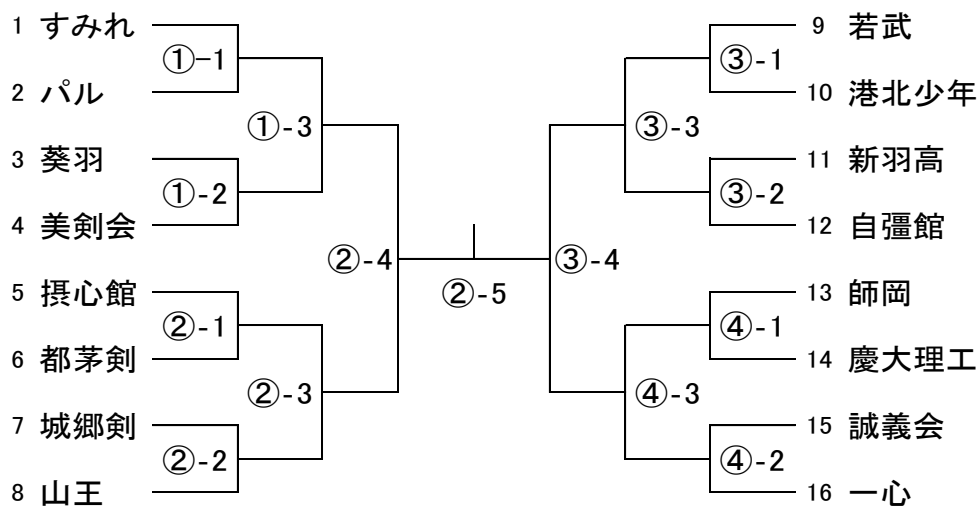 1 すみれ
①-1
2 パル
①-3
3 葵羽
①-2
4 美剣会
②-4
5 摂心館
②-1
6 都茅剣
②-3
7 城郷剣
②-2
8 山王
②-5
9 若武
③-1
10 港北少年
③-3
11 新羽高
③-2
12 自彊館
③-4
13 師岡
④-1
14 慶大理工
④-3
15 誠義会
④-2
16 一心